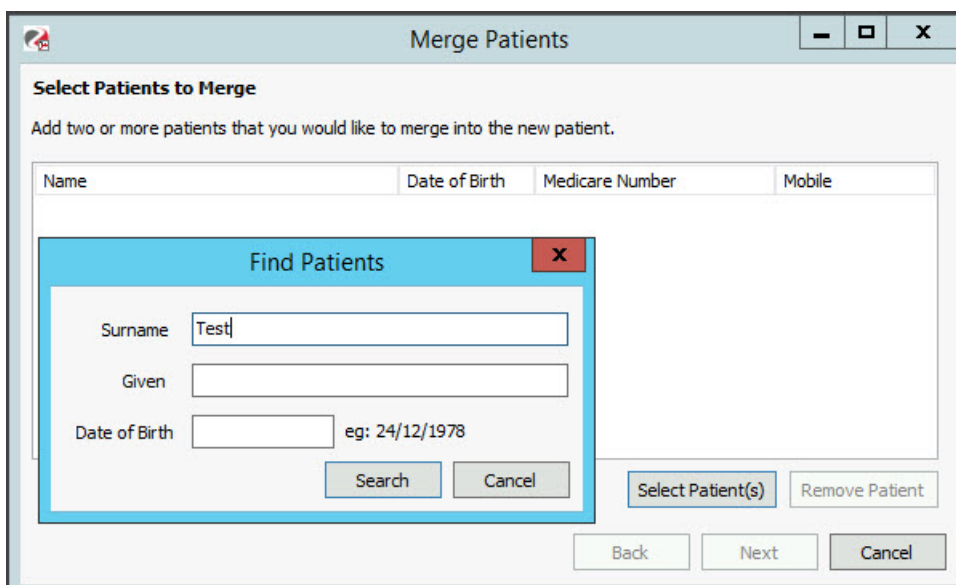 Merge Patients
Select Patients to Merge
Add two or more patients that you would like to merge into the new patient.
Name Date of Birth Medicare Number Mobile
Find Patients
Surname Test
Given
Date of Birth eg: 24/12/1978
Search Cancel
Select Patient(s) Remove Patient
Back Next Cancel